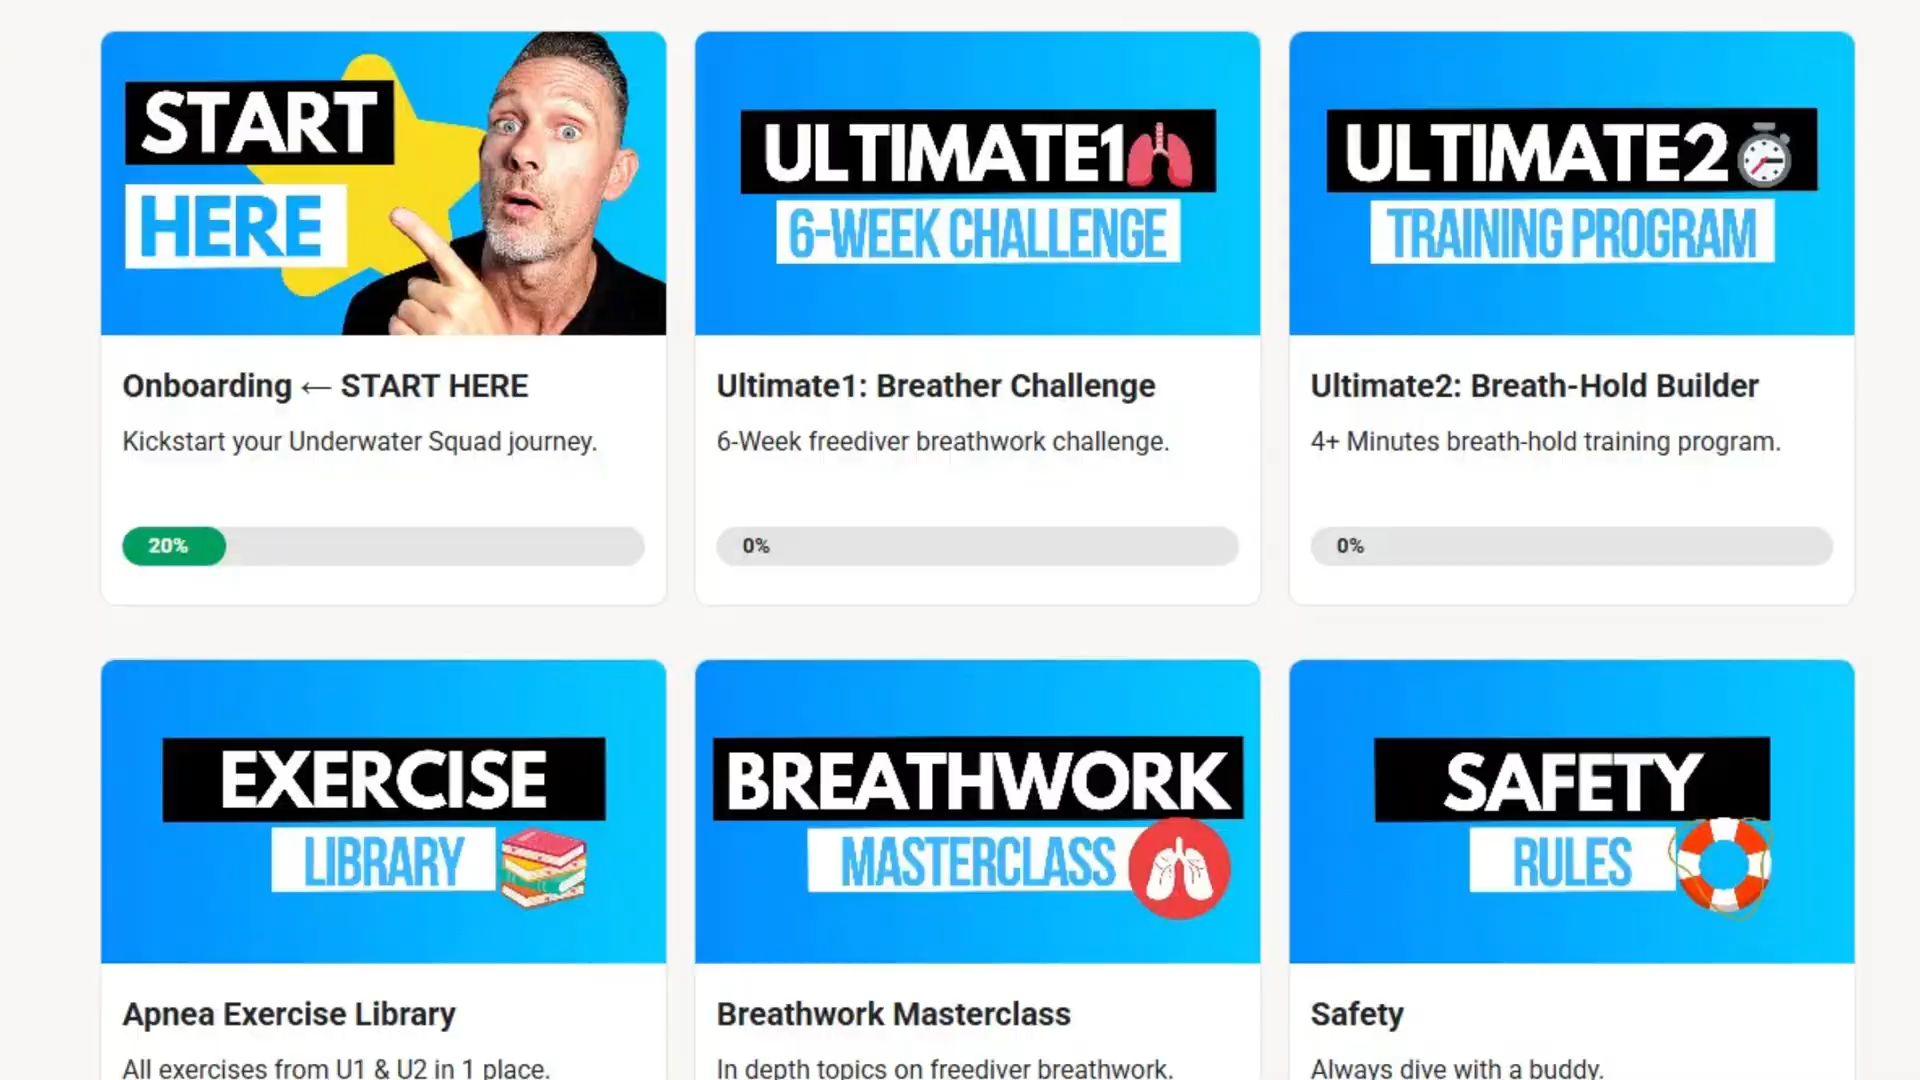 START
HERE
ULTIMATE1
6-WEEK CHALLENGE
ULTIMATE2
TRAINING PROGRAM
Onboarding ← START HERE
Kickstart your Underwater Squad journey.
20%
Ultimate1: Breather Challenge
6-Week freediver breathwork challenge.
0%
Ultimate2: Breath-Hold Builder
4+ Minutes breath-hold training program.
0%
EXERCISE
LIBRARY
BREATHWORK
MASTERCLASS
SAFETY
RULES
Apnea Exercise Library
All exercises from U1 & U2 in 1 place.
Breathwork Masterclass
In depth topics on freediver breathwork.
Safety
Always dive with a buddy.